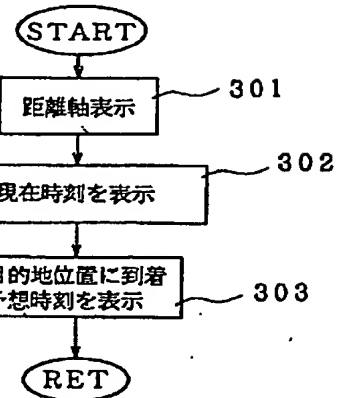 START
距離軸表示
301
現在時刻を表示
302
目的地位置に到着
予想時刻を表示
303
RET